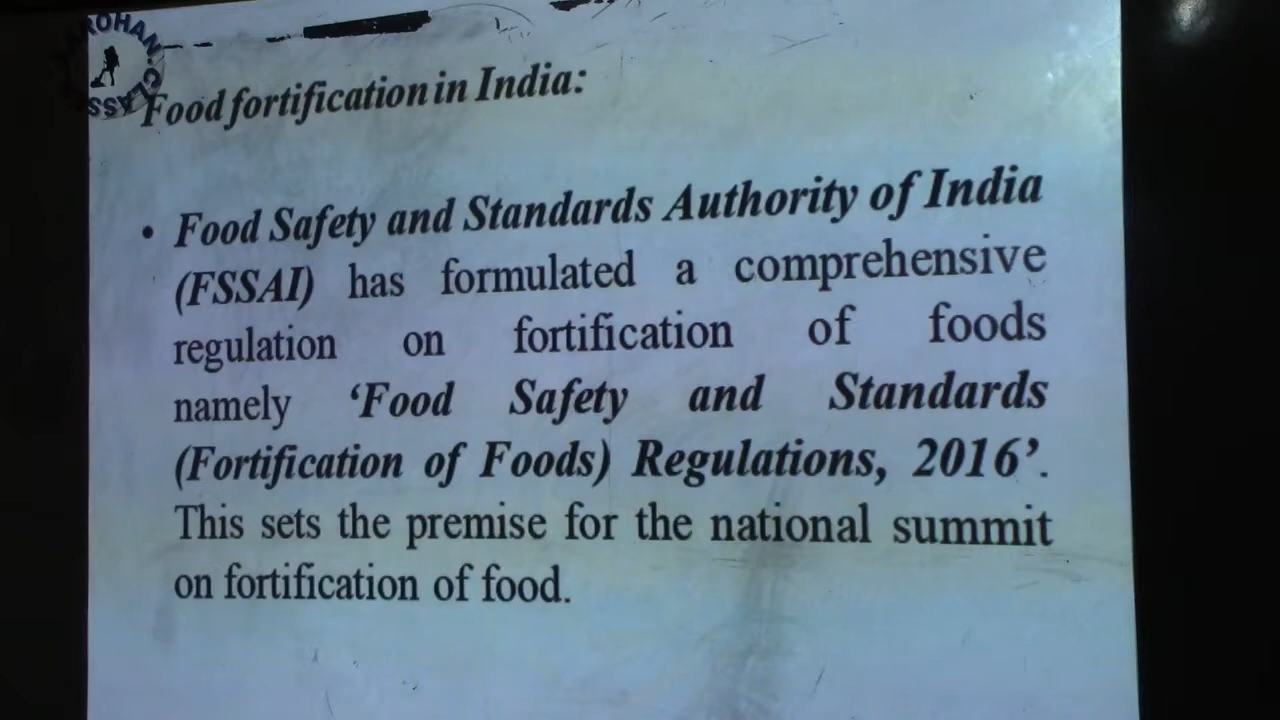 Food fortification in India:
• Food Safety and Standards Authority of India
(FSSAI) has formulated a comprehensive
regulation on fortification of foods
namely ‘Food Safety and Standards
(Fortification of Foods) Regulations, 2016’.
This sets the premise for the national summit
on fortification of food.